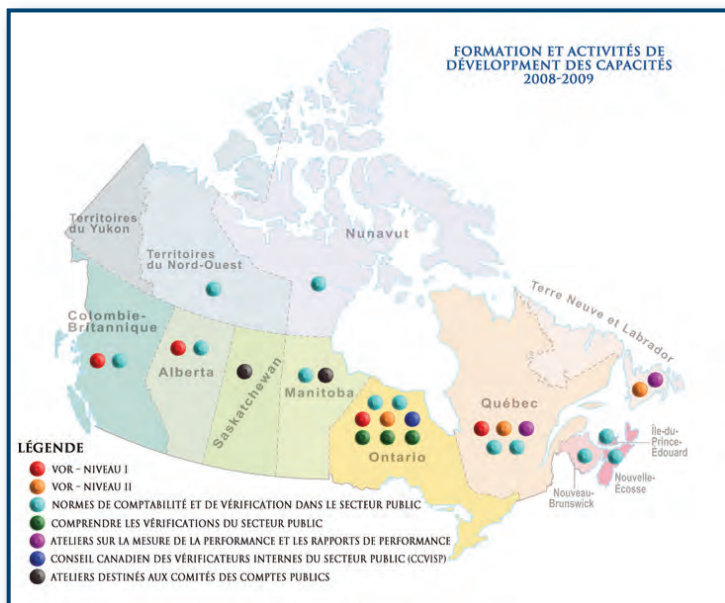 FORMATION ET ACTIVITÉS DE
DÉVELOPPMENT DES CAPACITÉS
2008-2009
Territoires
du Yukon
Territoires
du Nord-Ouest
Nunavut
Terre Neuve et Labrador
Colombie-
Britannique
Alberta
Saskatchewan
Manitoba
Ontario
Québec
Île-du-
Prince-
Édouard
Nouvelle-
Écosse
Nouveau-
Brunswick
LÉGENDE
VOR – NIVEAU I
VOR – NIVEAU II
NORMES DE COMPTABILITÉ ET DE VÉRIFICATION DANS LE SECTEUR PUBLIC
COMPRENDRE LES VÉRIFICATIONS DU SECTEUR PUBLIC
ATELIERS SUR LA MESURE DE LA PERFORMANCE ET LES RAPPORTS DE PERFORMANCE
CONSEIL CANADIEN DES VÉRIFICATEURS INTERNES DU SECTEUR PUBLIC (CCVISP)
ATELIERS DESTINÉS AUX COMITÉS DES COMPTES PUBLICS